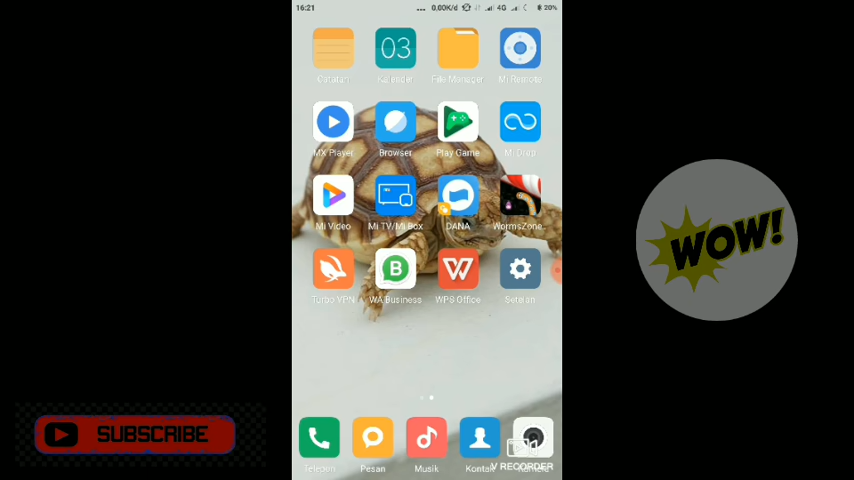 16:21 ... 0,00K/d 4G 20%
03
Catatan Kalender File Manager Mi Remote
MX Player Browser Play Game Mi Drop
Mi Video Mi TV/Mi Box DANA WormsZone..
B
Turbo VPN WA Business WPS Office Setelan
WOW!
SUBSCRIBE
Telepon Pesan Musik Kontak Kamera
V RECORDER